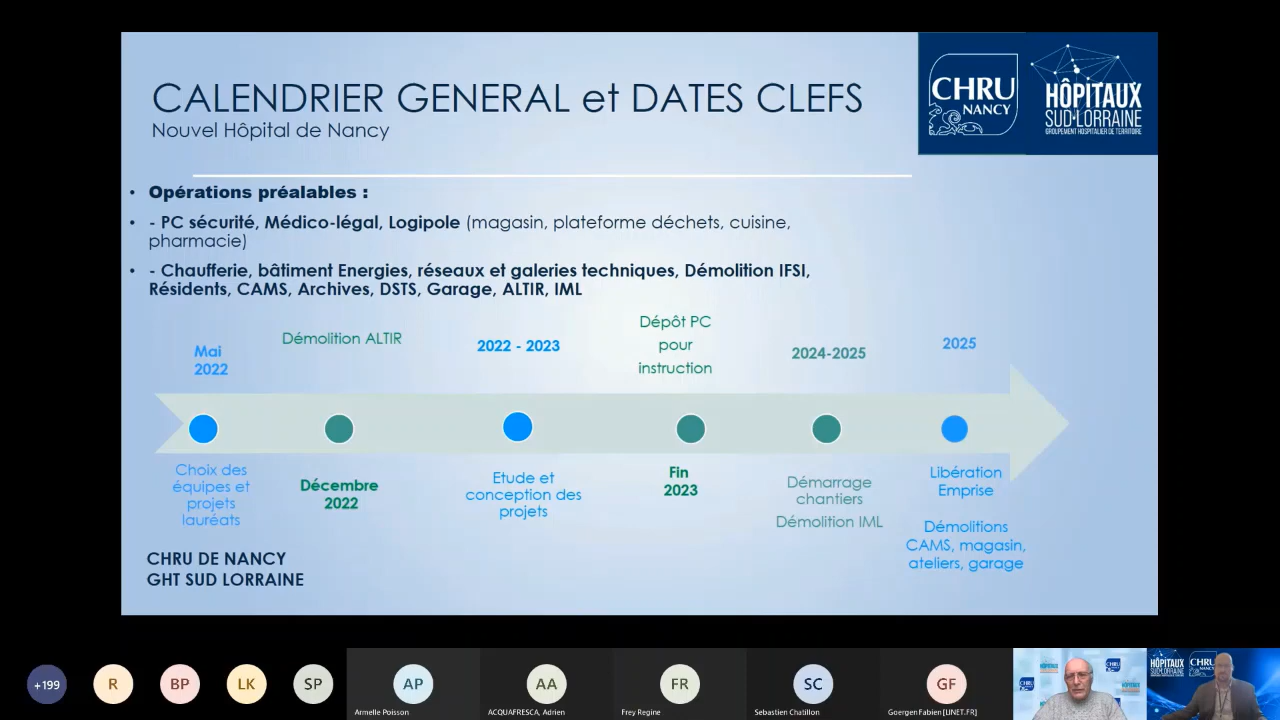 CALENDRIER GENERAL et DATES CLEFS
Nouvel Hôpital de Nancy
CHRU
NANCY
HÔPITAUX
SUD-LORRAINE
GROUPEMENT HOSPITALIER DE TERRITOIRE
• Opérations préalables :
• - PC sécurité, Médico-légal, Logipole (magasin, plateforme déchets, cuisine,
pharmacie)
• - Chaufferie, bâtiment Energies, réseaux et galeries techniques, Démolition IFSI,
Résidents, CAMS, Archives, DSTS, Garage, ALTIR, IML
Mai
2022
Démolition ALTIR
2022 - 2023
Dépôt PC
pour
instruction
2024-2025
2025
Choix des
équipes et
projets
lauréats
Décembre
2022
Etude et
conception des
projets
Fin
2023
Démarrage
chantiers
Démolition IML
Libération
Emprise
Démolitions
CAMS, magasin,
ateliers, garage
CHRU DE NANCY
GHT SUD LORRAINE
+199
R
BP
LK
SP
AP
Armelle Poisson
AA
ACQUAFRESCA, Adrien
FR
Frey Regine
SC
Sebastien Chatillon
GF
Goergen Fabien [LINET.FR]
HÔPITAUX
SUD-LORRAINE
CHRU